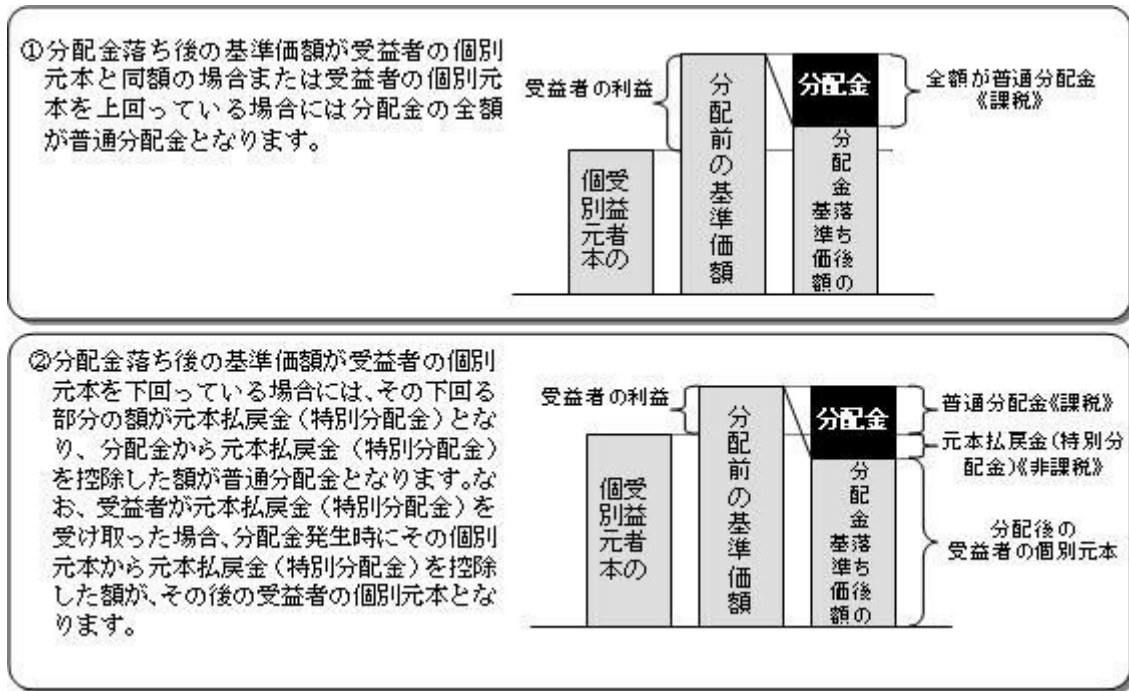 ①分配金落ち後の基準価額が受益者の個別
元本と同額の場合または受益者の個別元
本を上回っている場合には分配金の全額
が普通分配金となります。
受益者の利益
受益者の
個別元本
分配前の基準価額
分配金
分配金落ち後の
基準価額
全額が普通分配金
《課税》
②分配金落ち後の基準価額が受益者の個別
元本を下回っている場合には、その下回る
部分の額が元本払戻金(特別分配金)とな
り、分配金から元本払戻金(特別分配金)
を控除した額が普通分配金となります。な
お、受益者が元本払戻金(特別分配金)を
受け取った場合、分配金発生時にその個別
元本から元本払戻金(特別分配金)を控除
した額が、その後の受益者の個別元本とな
ります。
受益者の利益
受益者の
個別元本
分配前の基準価額
分配金
分配金落ち後の
基準価額
普通分配金《課税》
元本払戻金(特別分
配金)《非課税》
分配後の
受益者の個別元本